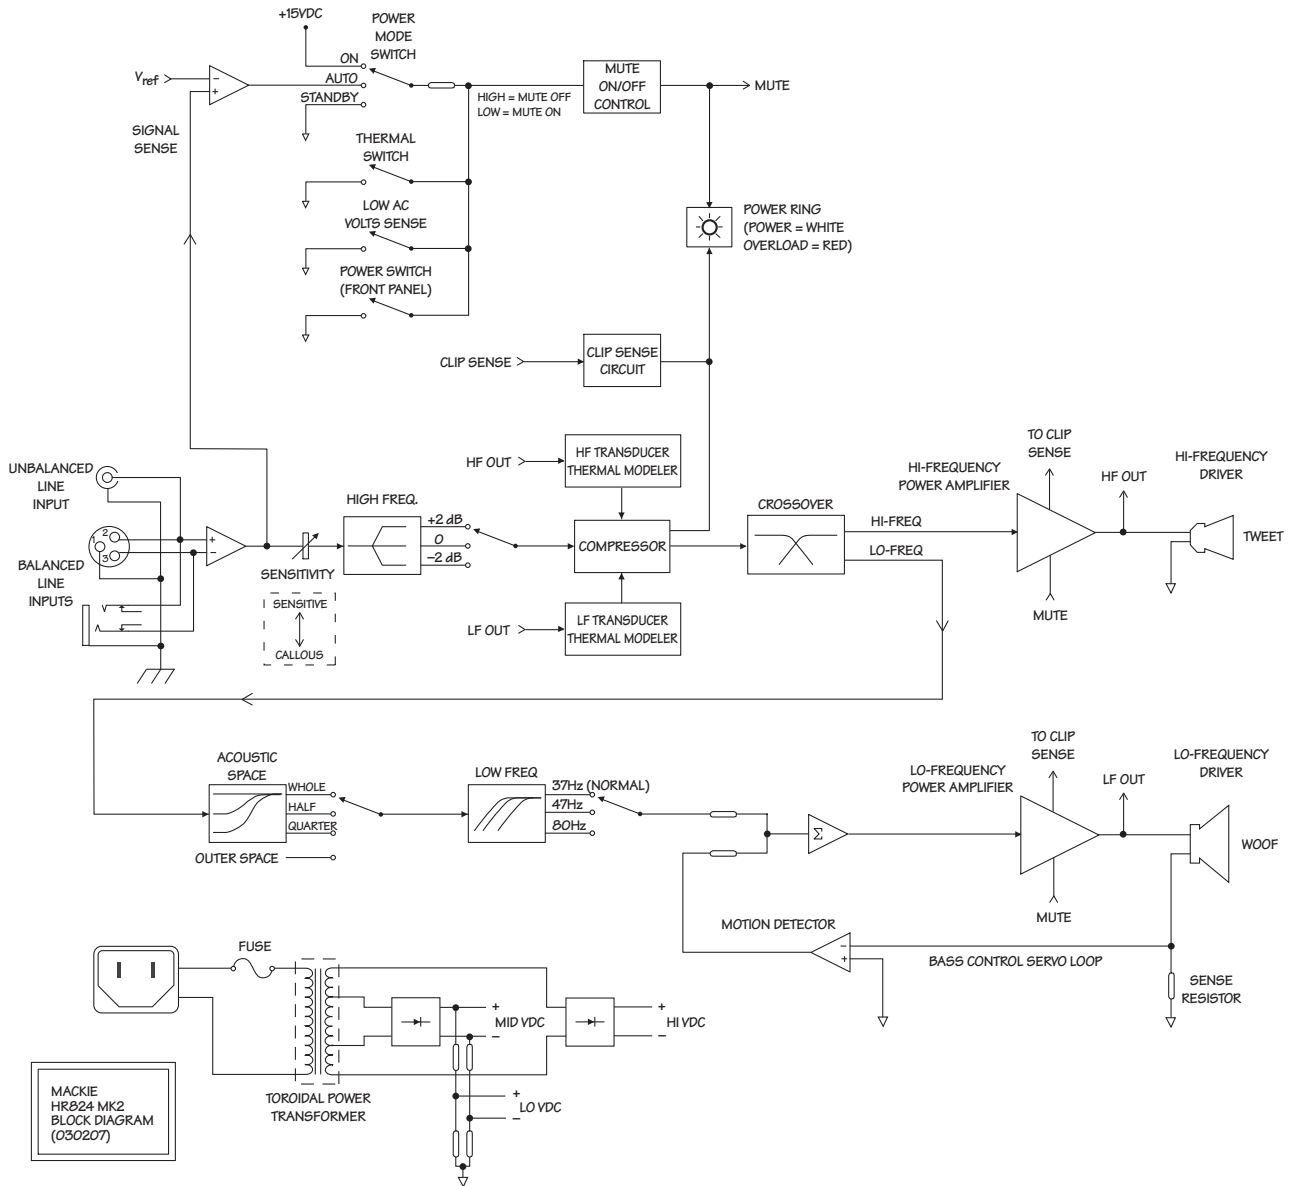 +15VDC
POWER
MODE
SWITCH
ON
AUTO
STANDBY
Vref
−
+
SIGNAL
SENSE
HIGH = MUTE OFF
LOW = MUTE ON
MUTE
ON/OFF
CONTROL
MUTE
THERMAL
SWITCH
LOW AC
VOLTS SENSE
POWER SWITCH
(FRONT PANEL)
POWER RING
(POWER = WHITE
OVERLOAD = RED)
CLIP SENSE
CLIP SENSE
CIRCUIT
UNBALANCED
LINE
INPUT
1
2
3
BALANCED
LINE
INPUTS
+
−
SENSITIVITY
SENSITIVE
CALLOUS
HIGH FREQ.
+2 dB
0
−2 dB
HF OUT
HF TRANSDUCER
THERMAL MODELER
COMPRESSOR
LF OUT
LF TRANSDUCER
THERMAL MODELER
CROSSOVER
HI-FREQ
LO-FREQ
HI-FREQUENCY
POWER AMPLIFIER
TO CLIP
SENSE
HF OUT
MUTE
HI-FREQUENCY
DRIVER
TWEET
ACOUSTIC
SPACE
WHOLE
HALF
QUARTER
OUTER SPACE
LOW FREQ
37Hz (NORMAL)
47Hz
80Hz
Σ
LO-FREQUENCY
POWER AMPLIFIER
TO CLIP
SENSE
LF OUT
MUTE
LO-FREQUENCY
DRIVER
WOOF
MOTION DETECTOR
−
+
BASS CONTROL SERVO LOOP
SENSE
RESISTOR
FUSE
TOROIDAL POWER
TRANSFORMER
+
MID VDC
−
+
HI VDC
−
+
LO VDC
−
MACKIE
HR824 MK2
BLOCK DIAGRAM
(030207)